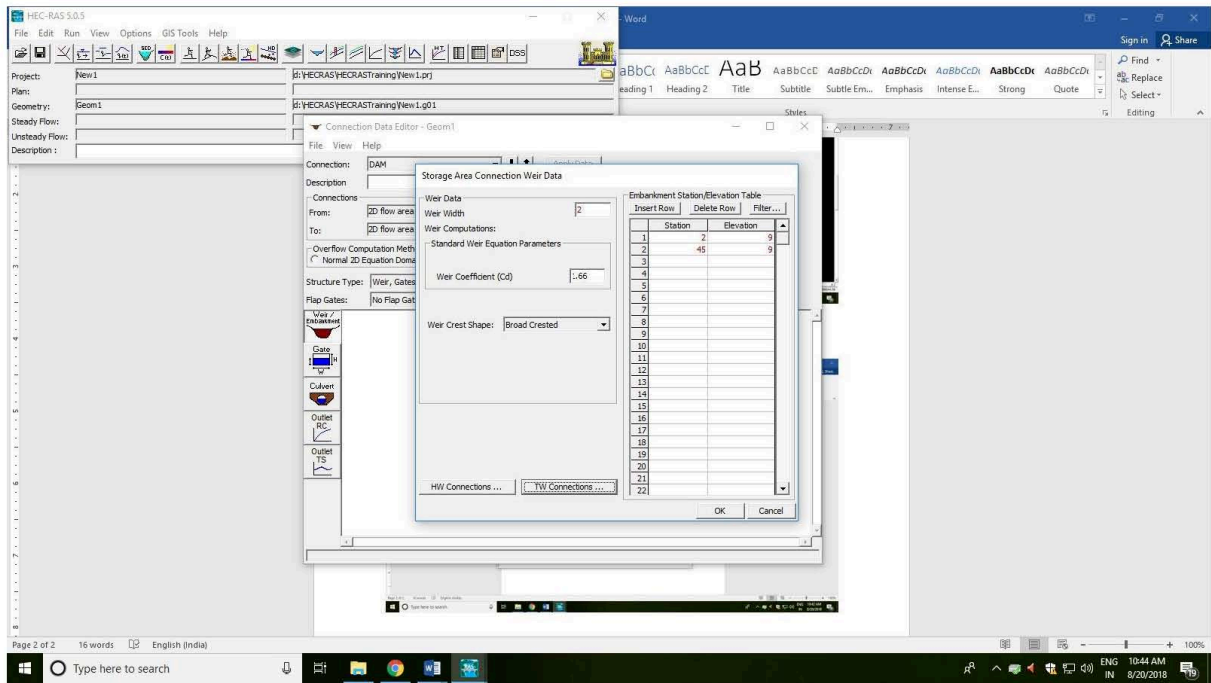 HEC-RAS 5.0.5
File Edit Run View Options GIS Tools Help
DSS
Project: New1 d:\HECRAS\HECRASTraining\New1.prj
Plan:
Geometry: Geom1 d:\HECRAS\HECRASTraining\New1.g01
Steady Flow:
Unsteady Flow:
Description :
- Word
Sign in Share
AaBbCcD AaBbCcDc AaBbCcDc AaBbCcDc AaBbCcDc AaBbCcDc
eading 1 Heading 2 Title Subtitle Subtle Em... Emphasis Intense E... Strong Quote
Styles
Find
Replace
Select
Editing
Connection Data Editor - Geom1
File View Help
Connection: DAM
Description
Connections
From: 2D flow area
To: 2D flow area
Overflow Computation Meth
Normal 2D Equation Doma
Structure Type: Weir, Gates
Flap Gates: No Flap Gat
Weir / Embankment
Gate
H
W
Culvert
Outlet RC
Outlet TS
Storage Area Connection Weir Data
Weir Data
Weir Width 2
Weir Computations:
Standard Weir Equation Parameters
Weir Coefficient (Cd) 1.66
Weir Crest Shape: Broad Crested
HW Connections ... TW Connections ...
Embankment Station/Elevation Table
Insert Row Delete Row Filter...
Station Elevation
1 2 9
2 45 9
3
4
5
6
7
8
9
10
11
12
13
14
15
16
17
18
19
20
21
22
OK Cancel
Page 2 of 2 16 words English (India)
100%
Type here to search
ENG 10:44 AM
IN 8/20/2018
19